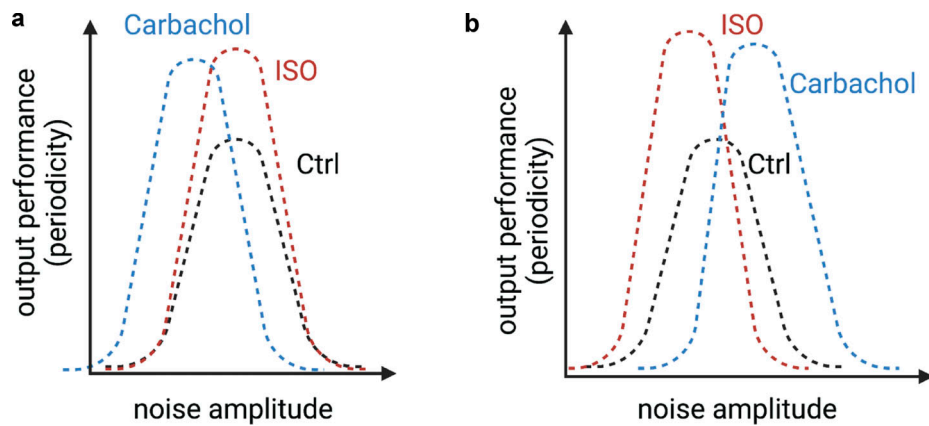 a
Carbachol
ISO
Ctrl
output performance
(periodicity)
noise amplitude
b
ISO
Carbachol
Ctrl
output performance
(periodicity)
noise amplitude